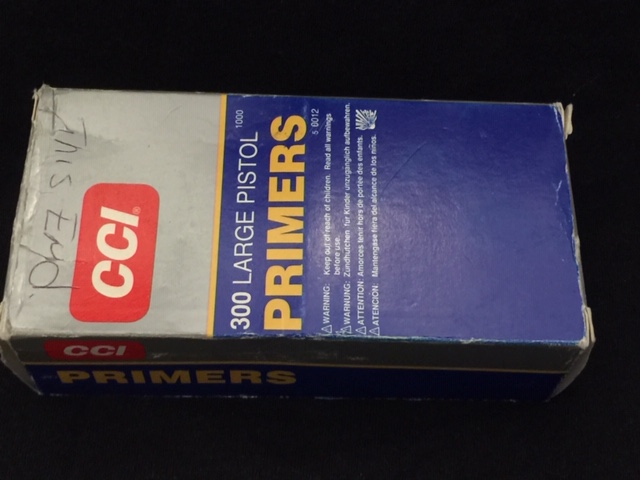 This End
CCI
300 LARGE PISTOL 1000
PRIMERS
5 0012
WARNING: Keep out of reach of children. Read all warnings
before use.
WARNUNG: Zündhütchen für Kinder unzugänglich aufbewahren.
ATTENTION: Amorces tenir hors de portée des enfants.
ATENCION: Mantengase fuera del alcance de los niños.
CCI
PRIMERS